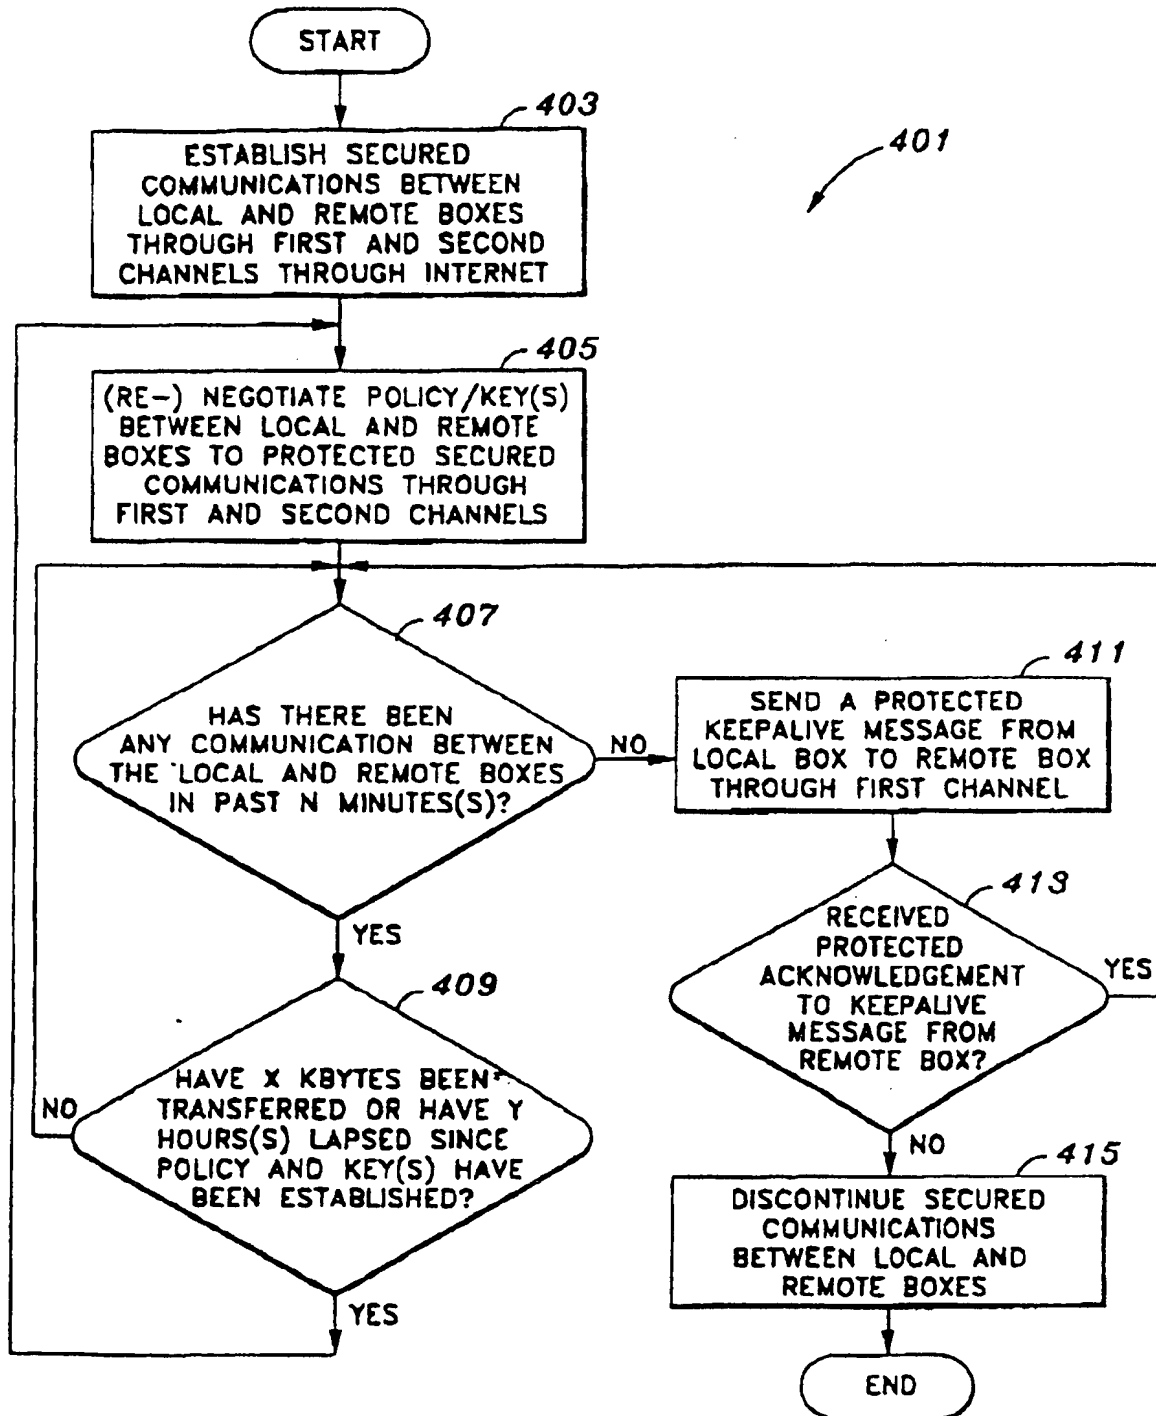 START
403
ESTABLISH SECURED
COMMUNICATIONS BETWEEN
LOCAL AND REMOTE BOXES
THROUGH FIRST AND SECOND
CHANNELS THROUGH INTERNET
401
405
(RE-) NEGOTIATE POLICY/KEY(S)
BETWEEN LOCAL AND REMOTE
BOXES TO PROTECTED SECURED
COMMUNICATIONS THROUGH
FIRST AND SECOND CHANNELS
407
HAS THERE BEEN
ANY COMMUNICATION BETWEEN
THE LOCAL AND REMOTE BOXES
IN PAST N MINUTES(S)?
NO
YES
411
SEND A PROTECTED
KEEPALIVE MESSAGE FROM
LOCAL BOX TO REMOTE BOX
THROUGH FIRST CHANNEL
413
RECEIVED
PROTECTED
ACKNOWLEDGEMENT
TO KEEPALIVE
MESSAGE FROM
REMOTE BOX?
YES
NO
409
HAVE X KBYTES BEEN
TRANSFERRED OR HAVE Y
HOURS(S) LAPSED SINCE
POLICY AND KEY(S) HAVE
BEEN ESTABLISHED?
NO
YES
415
DISCONTINUE SECURED
COMMUNICATIONS
BETWEEN LOCAL AND
REMOTE BOXES
END